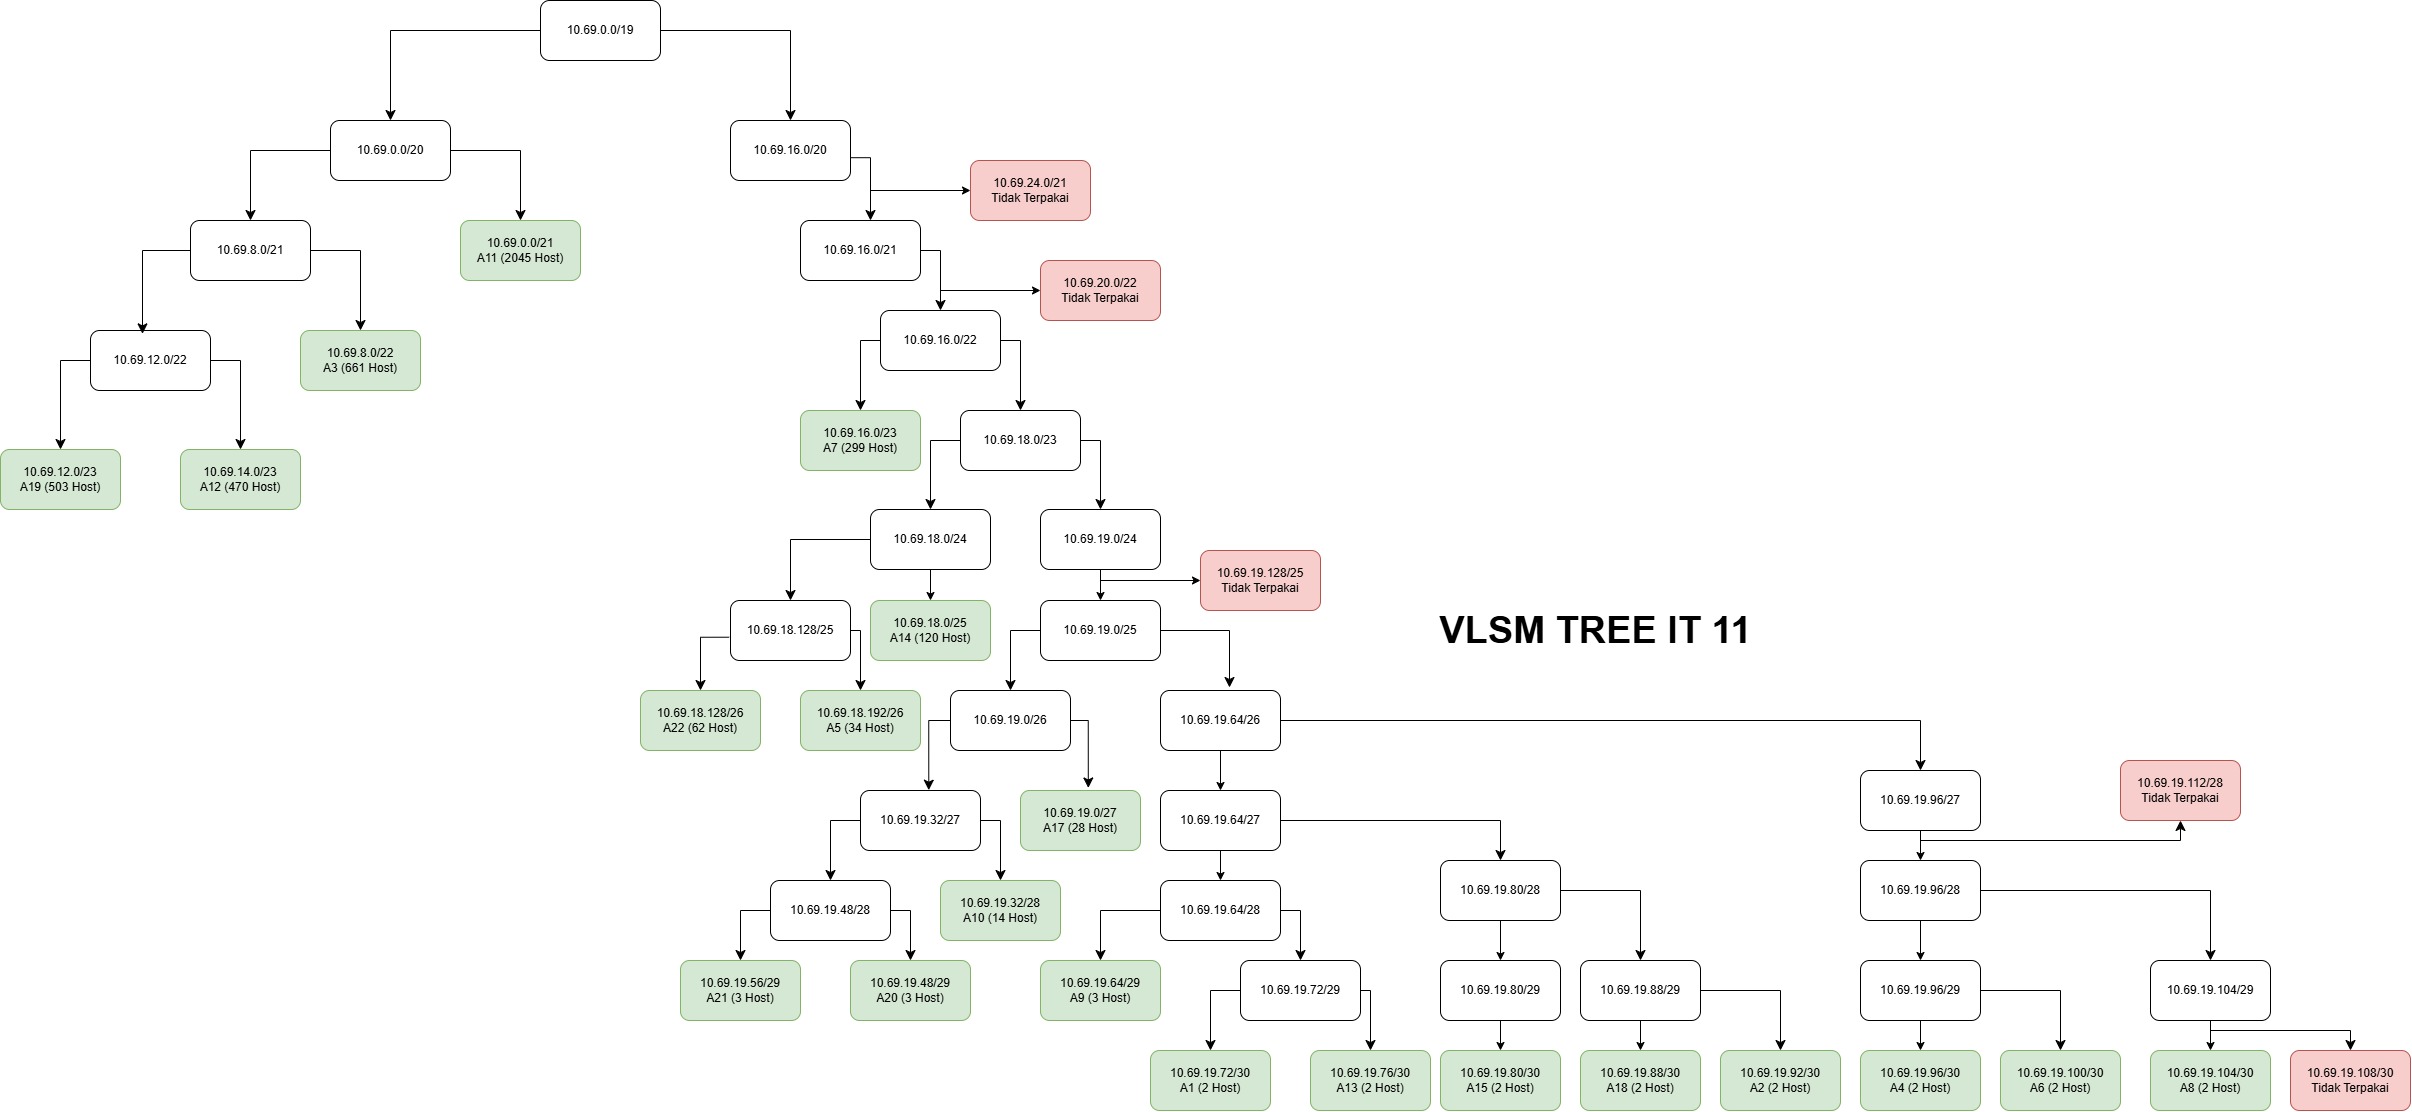 10.69.0.0/19
10.69.0.0/20
10.69.16.0/20
10.69.24.0/21
Tidak Terpakai
10.69.8.0/21
10.69.0.0/21
A11 (2045 Host)
10.69.16.0/21
10.69.20.0/22
Tidak Terpakai
10.69.12.0/22
10.69.8.0/22
A3 (661 Host)
10.69.16.0/22
10.69.12.0/23
A19 (503 Host)
10.69.14.0/23
A12 (470 Host)
10.69.16.0/23
A7 (299 Host)
10.69.18.0/23
10.69.18.0/24
10.69.19.0/24
10.69.19.128/25
Tidak Terpakai
10.69.18.128/25
10.69.18.0/25
A14 (120 Host)
10.69.19.0/25
VLSM TREE IT 11
10.69.18.128/26
A22 (62 Host)
10.69.18.192/26
A5 (34 Host)
10.69.19.0/26
10.69.19.64/26
10.69.19.32/27
10.69.19.0/27
A17 (28 Host)
10.69.19.64/27
10.69.19.96/27
10.69.19.112/28
Tidak Terpakai
10.69.19.48/28
10.69.19.32/28
A10 (14 Host)
10.69.19.64/28
10.69.19.80/28
10.69.19.96/28
10.69.19.56/29
A21 (3 Host)
10.69.19.48/29
A20 (3 Host)
10.69.19.64/29
A9 (3 Host)
10.69.19.72/29
10.69.19.80/29
10.69.19.88/29
10.69.19.96/29
10.69.19.104/29
10.69.19.72/30
A1 (2 Host)
10.69.19.76/30
A13 (2 Host)
10.69.19.80/30
A15 (2 Host)
10.69.19.88/30
A18 (2 Host)
10.69.19.92/30
A2 (2 Host)
10.69.19.96/30
A4 (2 Host)
10.69.19.100/30
A6 (2 Host)
10.69.19.104/30
A8 (2 Host)
10.69.19.108/30
Tidak Terpakai